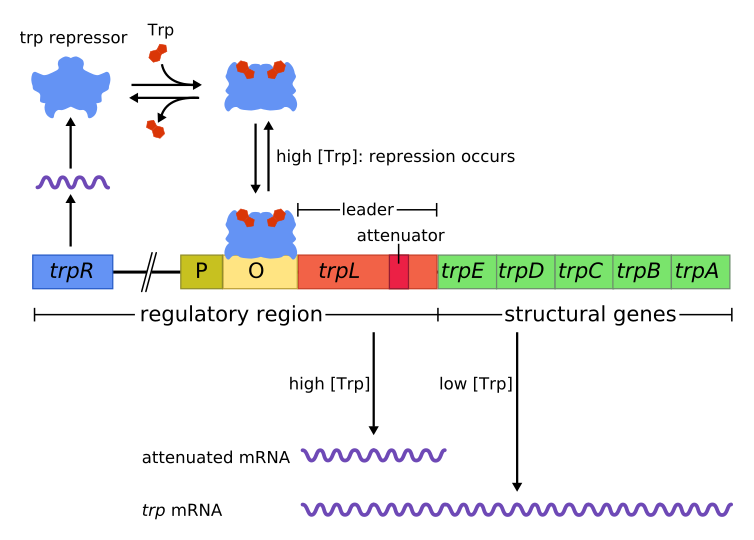 Trp
trp repressor
high [Trp]: repression occurs
leader
attenuator
trpR
P
O
trpL
trpE
trpD
trpC
trpB
trpA
regulatory region
structural genes
high [Trp]
low [Trp]
attenuated mRNA
trp mRNA